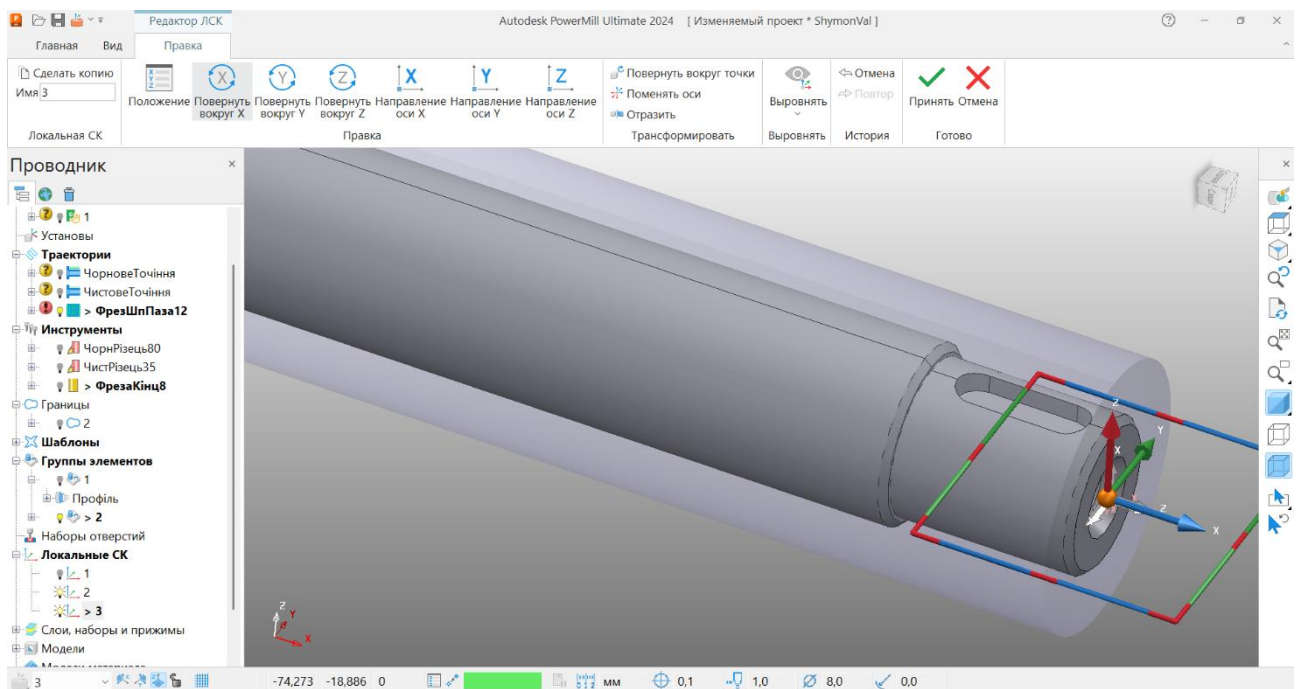 Редактор ЛСК
Autodesk PowerMill Ultimate 2024 [ Изменяемый проект * ShymonVal ]
Главная Вид Правка
Сделать копию
Имя 3
Локальная СК
Положение
Повернуть вокруг X
Повернуть вокруг Y
Повернуть вокруг Z
Направление оси X
Направление оси Y
Направление оси Z
Правка
Повернуть вокруг точки
Поменять оси
Отразить
Трансформировать
Выровнять
Выровнять
Отмена
Повтор
История
Принять Отмена
Готово
Проводник
1
Установы
Траектории
ЧорновеТочіння
ЧистовеТочіння
> ФрезШпПаза12
Инструменты
ЧорнРізець80
ЧистРізець35
> ФрезаКінц8
Границы
2
Шаблоны
Группы элементов
1
Профіль
> 2
Наборы отверстий
Локальные СК
1
2
> 3
Слои, наборы и прижимы
Модели
Модели материала
Z
Y
X
Z
X
Z
Y
X
3 -74,273 -18,886 0 мм 0,1 1,0 8,0 0,0